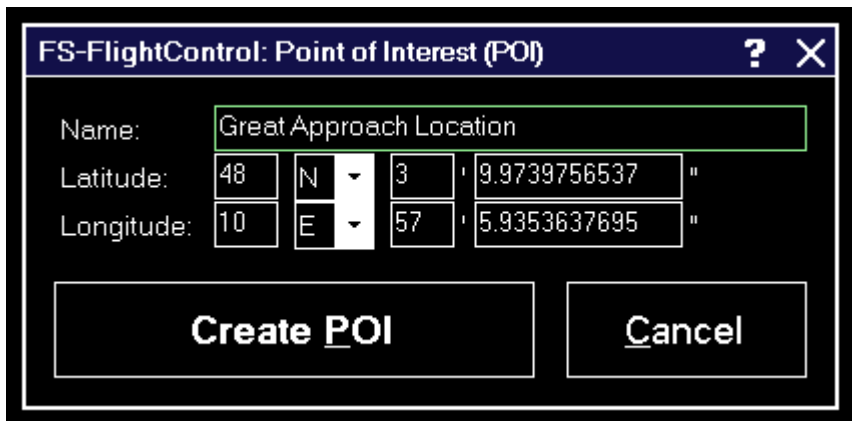 FS-FlightControl: Point of Interest (POI) ? X
Name: Great Approach Location
Latitude: 48 N 3 ' 9.9739756537 "
Longitude: 10 E 57 ' 5.9353637695 "
Create POI Cancel